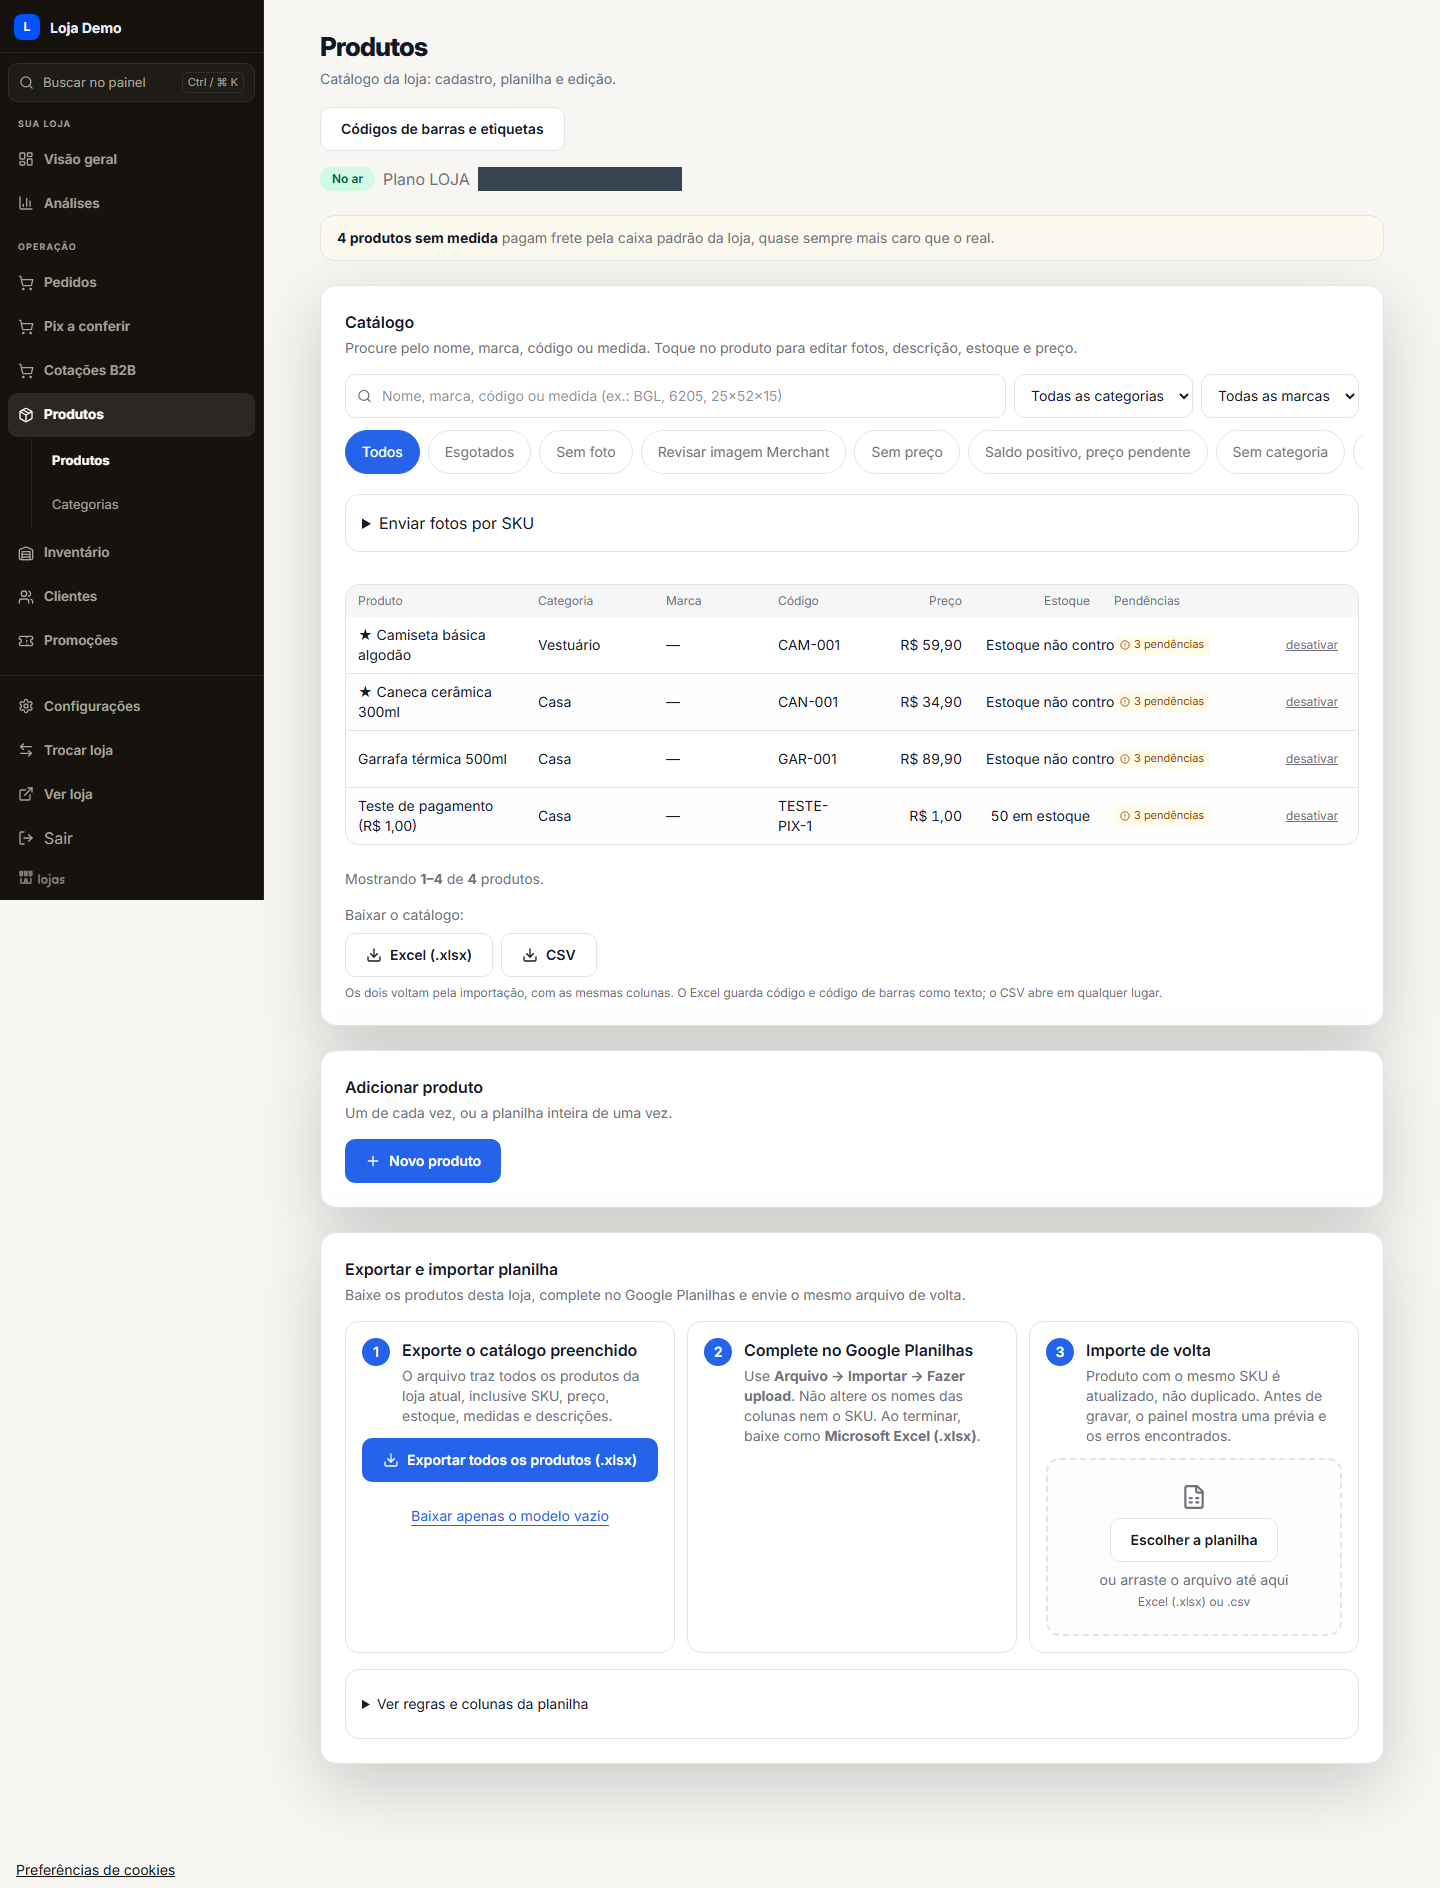 L Loja Demo
Buscar no painel Ctrl / ⌘ K
SUA LOJA
Visão geral
Análises
OPERAÇÃO
Pedidos
Pix a conferir
Cotações B2B
Produtos
Produtos
Categorias
Inventário
Clientes
Promoções
Configurações
Trocar loja
Ver loja
Sair
lojas
Produtos
Catálogo da loja: cadastro, planilha e edição.
Códigos de barras e etiquetas
No ar Plano LOJA
4 produtos sem medida pagam frete pela caixa padrão da loja, quase sempre mais caro que o real.
Catálogo
Procure pelo nome, marca, código ou medida. Toque no produto para editar fotos, descrição, estoque e preço.
Nome, marca, código ou medida (ex.: BGL, 6205, 25×52×15) Todas as categorias Todas as marcas
Todos Esgotados Sem foto Revisar imagem Merchant Sem preço Saldo positivo, preço pendente Sem categoria
▶ Enviar fotos por SKU
Produto Categoria Marca Código Preço Estoque Pendências
★ Camiseta básica
algodão Vestuário — CAM-001 R$ 59,90 Estoque não contro 3 pendências desativar
★ Caneca cerâmica
300ml Casa — CAN-001 R$ 34,90 Estoque não contro 3 pendências desativar
Garrafa térmica 500ml Casa — GAR-001 R$ 89,90 Estoque não contro 3 pendências desativar
Teste de pagamento TESTE-
(R$ 1,00) Casa — PIX-1 R$ 1,00 50 em estoque 3 pendências desativar
Mostrando 1–4 de 4 produtos.
Baixar o catálogo:
Excel (.xlsx) CSV
Os dois voltam pela importação, com as mesmas colunas. O Excel guarda código e código de barras como texto; o CSV abre em qualquer lugar.
Adicionar produto
Um de cada vez, ou a planilha inteira de uma vez.
+ Novo produto
Exportar e importar planilha
Baixe os produtos desta loja, complete no Google Planilhas e envie o mesmo arquivo de volta.
1 Exporte o catálogo preenchido
O arquivo traz todos os produtos da
loja atual, inclusive SKU, preço,
estoque, medidas e descrições.
Exportar todos os produtos (.xlsx)
Baixar apenas o modelo vazio
2 Complete no Google Planilhas
Use Arquivo → Importar → Fazer
upload. Não altere os nomes das
colunas nem o SKU. Ao terminar,
baixe como Microsoft Excel (.xlsx).
3 Importe de volta
Produto com o mesmo SKU é
atualizado, não duplicado. Antes de
gravar, o painel mostra uma prévia e
os erros encontrados.
Escolher a planilha
ou arraste o arquivo até aqui
Excel (.xlsx) ou .csv
▶ Ver regras e colunas da planilha
Preferências de cookies